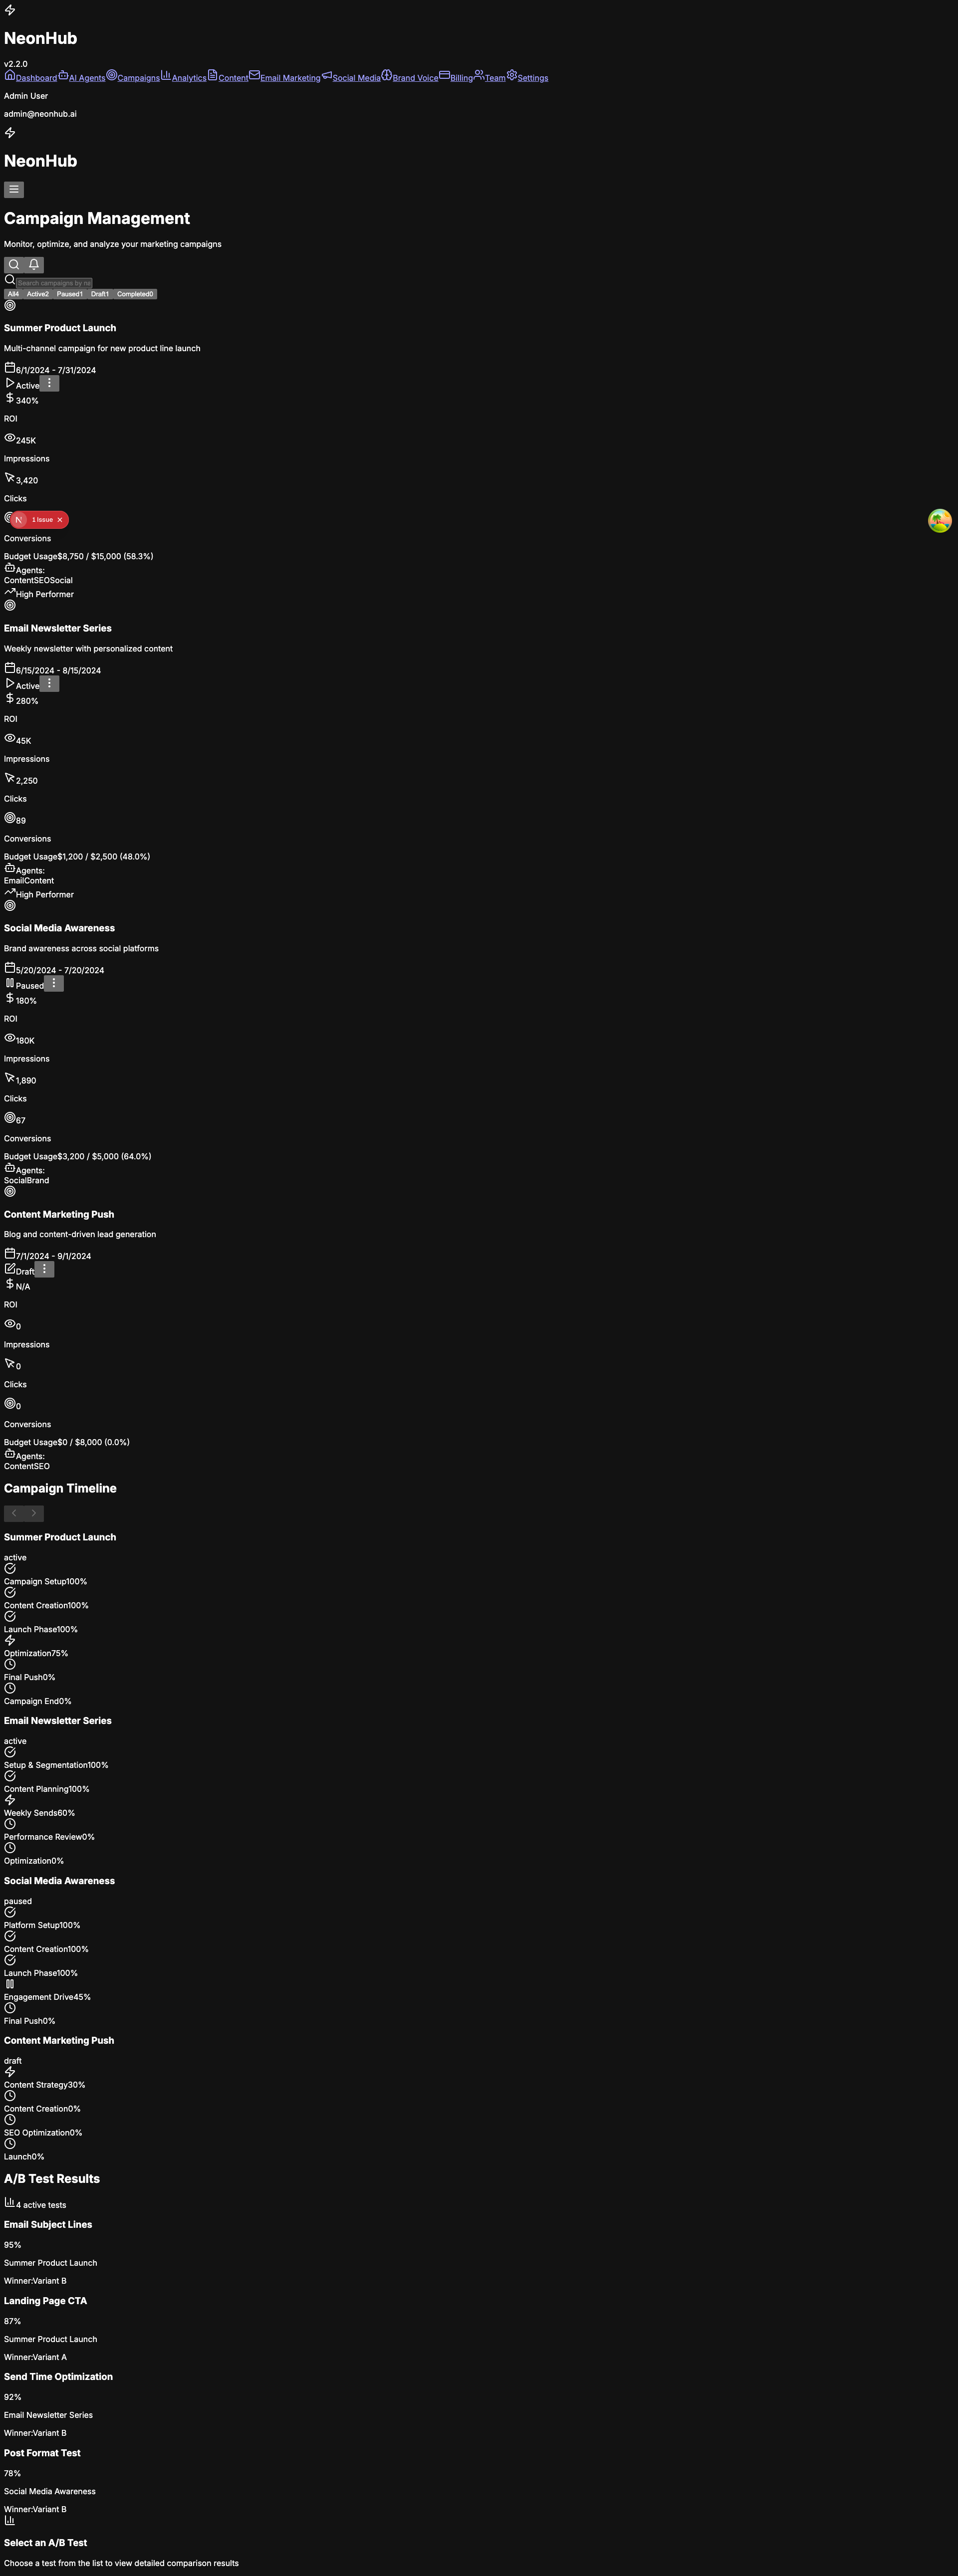 NeonHub
v2.2.0
Dashboard AI Agents Campaigns Analytics Content Email Marketing Social Media Brand Voice Billing Team Settings
Admin User
admin@neonhub.ai
NeonHub
Campaign Management
Monitor, optimize, and analyze your marketing campaigns
Search campaigns by na
All4 Active2 Paused1 Draft1 Completed0
Summer Product Launch
Multi-channel campaign for new product line launch
6/1/2024 - 7/31/2024
Active
340%
ROI
245K
Impressions
3,420
Clicks
N 1 Issue
Conversions
Budget Usage$8,750 / $15,000 (58.3%)
Agents:
ContentSEOSocial
High Performer
Email Newsletter Series
Weekly newsletter with personalized content
6/15/2024 - 8/15/2024
Active
280%
ROI
45K
Impressions
2,250
Clicks
89
Conversions
Budget Usage$1,200 / $2,500 (48.0%)
Agents:
EmailContent
High Performer
Social Media Awareness
Brand awareness across social platforms
5/20/2024 - 7/20/2024
Paused
180%
ROI
180K
Impressions
1,890
Clicks
67
Conversions
Budget Usage$3,200 / $5,000 (64.0%)
Agents:
SocialBrand
Content Marketing Push
Blog and content-driven lead generation
7/1/2024 - 9/1/2024
Draft
N/A
ROI
0
Impressions
0
Clicks
0
Conversions
Budget Usage$0 / $8,000 (0.0%)
Agents:
ContentSEO
Campaign Timeline
Summer Product Launch
active
Campaign Setup100%
Content Creation100%
Launch Phase100%
Optimization75%
Final Push0%
Campaign End0%
Email Newsletter Series
active
Setup & Segmentation100%
Content Planning100%
Weekly Sends60%
Performance Review0%
Optimization0%
Social Media Awareness
paused
Platform Setup100%
Content Creation100%
Launch Phase100%
Engagement Drive45%
Final Push0%
Content Marketing Push
draft
Content Strategy30%
Content Creation0%
SEO Optimization0%
Launch0%
A/B Test Results
4 active tests
Email Subject Lines
95%
Summer Product Launch
Winner:Variant B
Landing Page CTA
87%
Summer Product Launch
Winner:Variant A
Send Time Optimization
92%
Email Newsletter Series
Winner:Variant B
Post Format Test
78%
Social Media Awareness
Winner:Variant B
Select an A/B Test
Choose a test from the list to view detailed comparison results